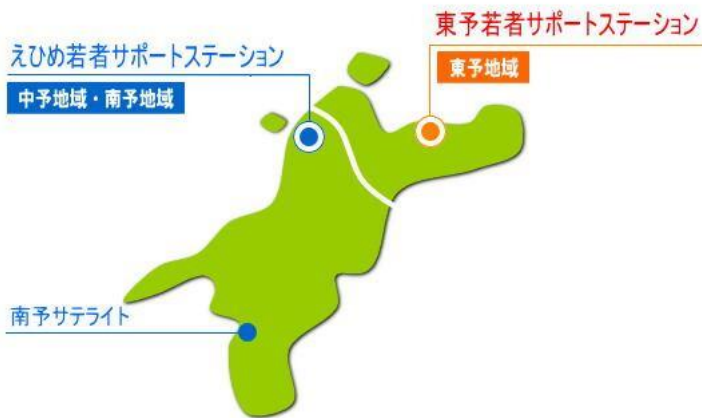 えひめ若者サポートステーション
中予地域・南予地域
東予若者サポートステーション
東予地域
南予サテライト